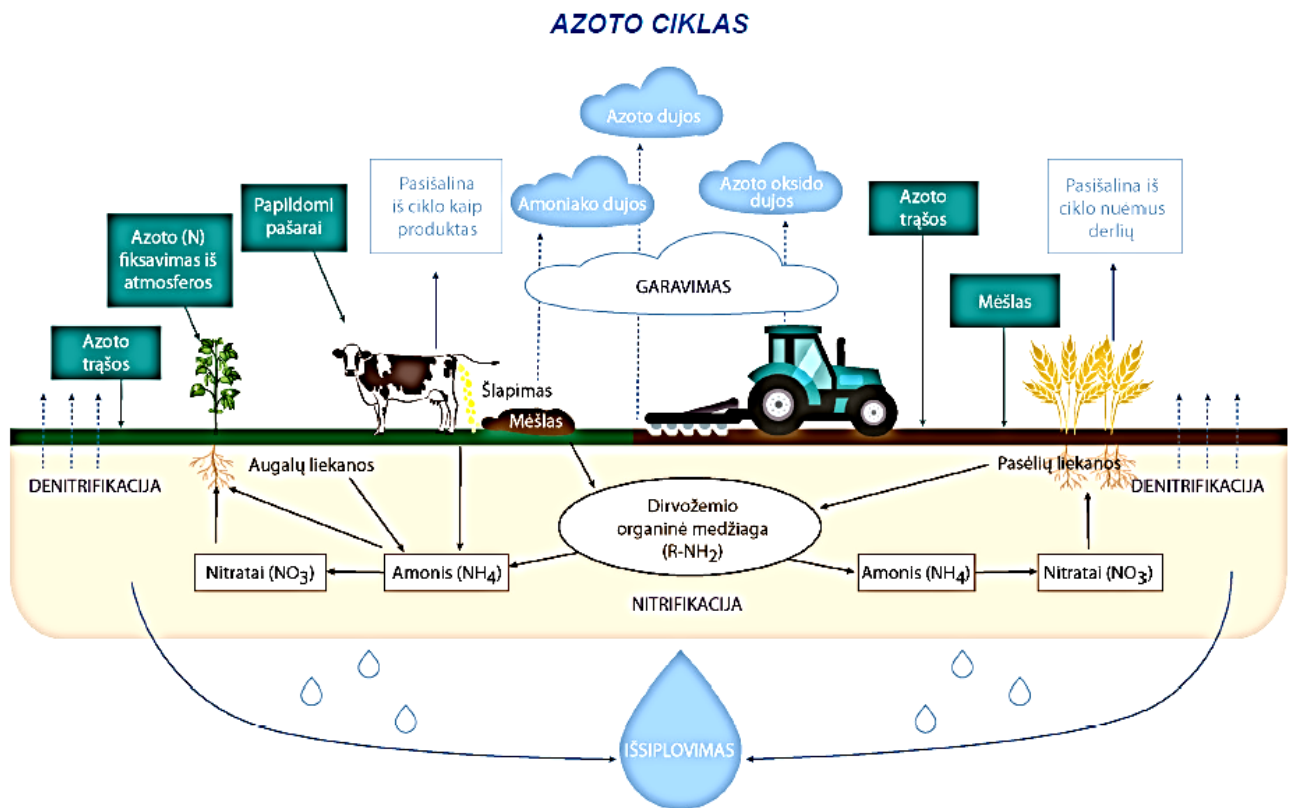 AZOTO CIKLAS
Azoto dujos
Amoniako dujos
Azoto oksido
dujos
GARAVIMAS
Pasišalina
iš ciklo kaip
produktas
Papildomi
pašarai
Azoto (N)
fiksavimas iš
atmosferos
Azoto
trąšos
Azoto
trąšos
Mėšlas
Pasišalina iš
ciklo nuėmus
derlių
Šlapimas
Mėšlas
DENITRIFIKACIJA
Augalų liekanos
Pasėlių liekanos
DIENITRIFIKACIJA
Dirvožemio
organinė medžiaga
(R-NH2)
Nitratai (NO3)
Amonis (NH4)
Amonis (NH4)
Nitratai (NO3)
NITRIFIKACIJA
IŠSIPLOVIMAS